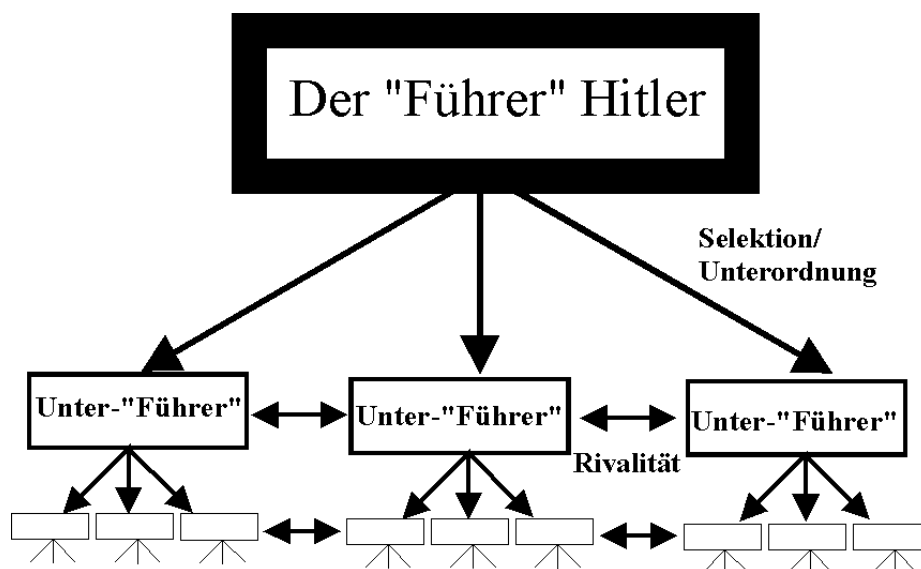 Der "Führer" Hitler
Selektion/
Unterordnung
Unter-"Führer"
Unter-"Führer"
Unter-"Führer"
Rivalität